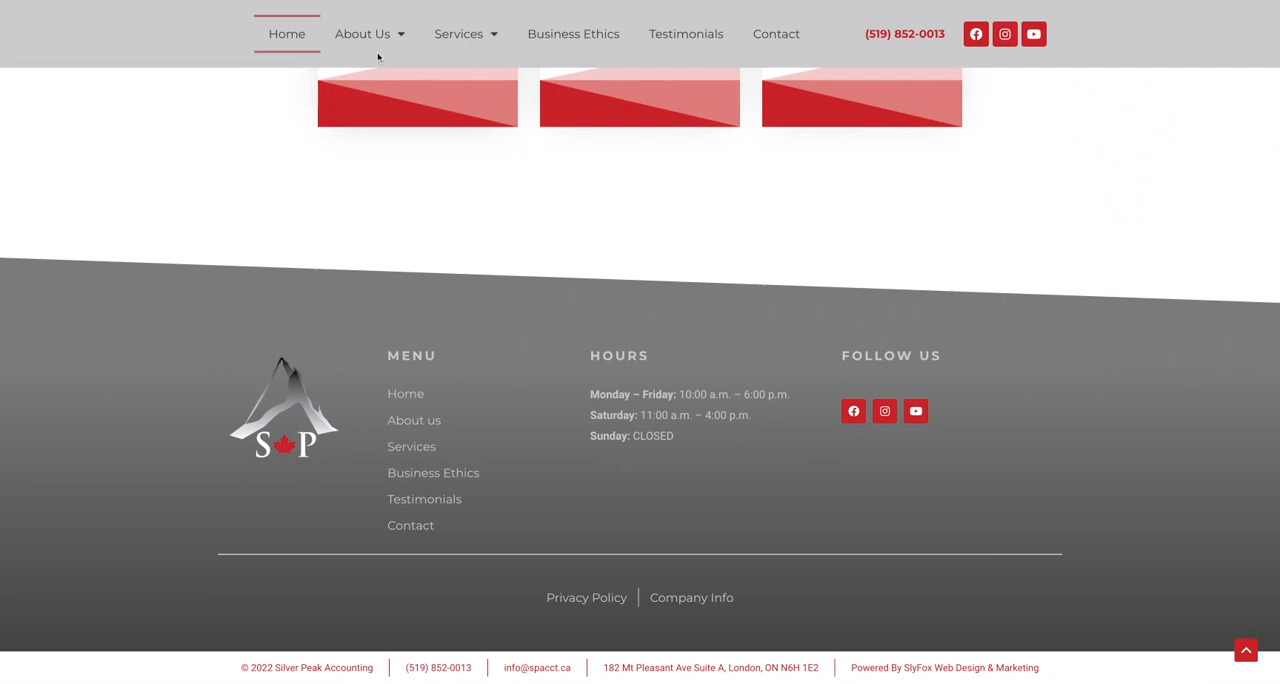 Home About Us Services Business Ethics Testimonials Contact (519) 852-0013
S P
MENU
Home
About us
Services
Business Ethics
Testimonials
Contact
HOURS
Monday – Friday: 10:00 a.m. – 6:00 p.m.
Saturday: 11:00 a.m. – 4:00 p.m.
Sunday: CLOSED
FOLLOW US
Privacy Policy Company Info
© 2022 Silver Peak Accounting (519) 852-0013 info@spacct.ca 182 Mt Pleasant Ave Suite A, London, ON N6H 1E2 Powered By SlyFox Web Design & Marketing